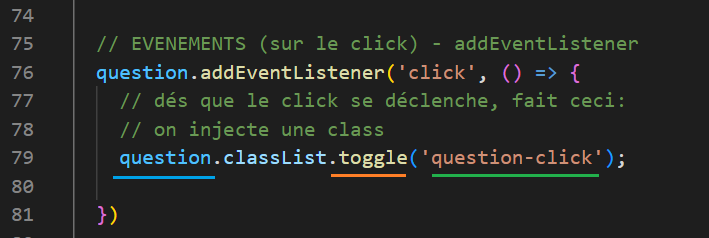 74
75 // EVENEMENTS (sur le click) - addEventListener
76 question.addEventListener('click', () => {
77 // dés que le click se déclenche, fait ceci:
78 // on injecte une class
79 question.classList.toggle('question-click');
80
81 })